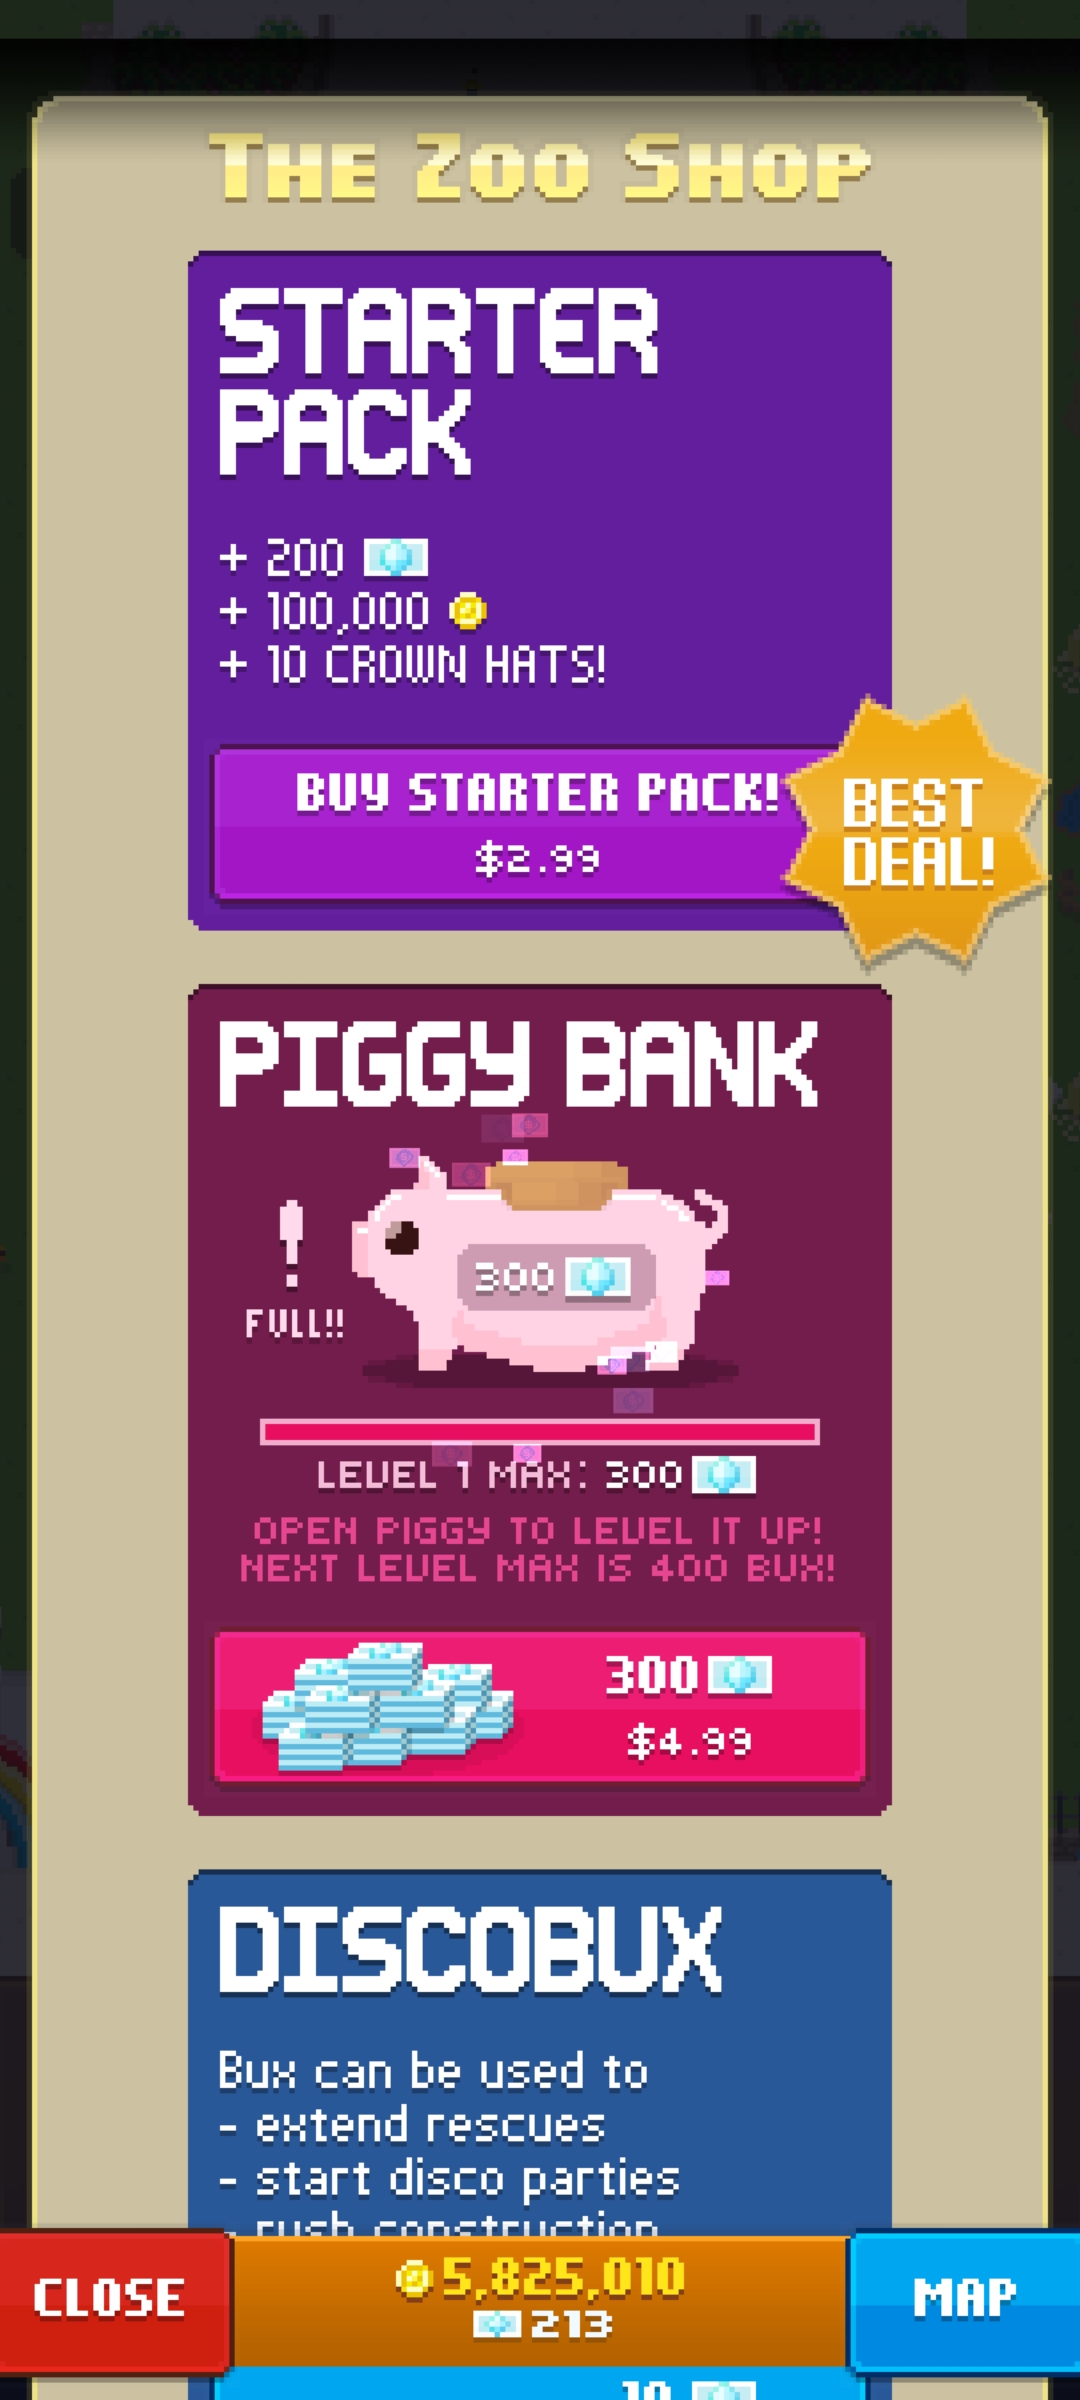 THE ZOO SHOP
STARTER
PACK
+ 200
+ 100,000
+ 10 CROWN HATS!
BUY STARTER PACK!
$2.99
BEST
DEAL!
PIGGY BANK
!
FULL!!
300
LEVEL 1 MAX: 300
OPEN PIGGY TO LEVEL IT UP!
NEXT LEVEL MAX IS 400 BUX!
300
$4.99
DISCOBUX
Bux can be used to
- extend rescues
- start disco parties
- rush construction
CLOSE
5,825,010
213
MAP
10